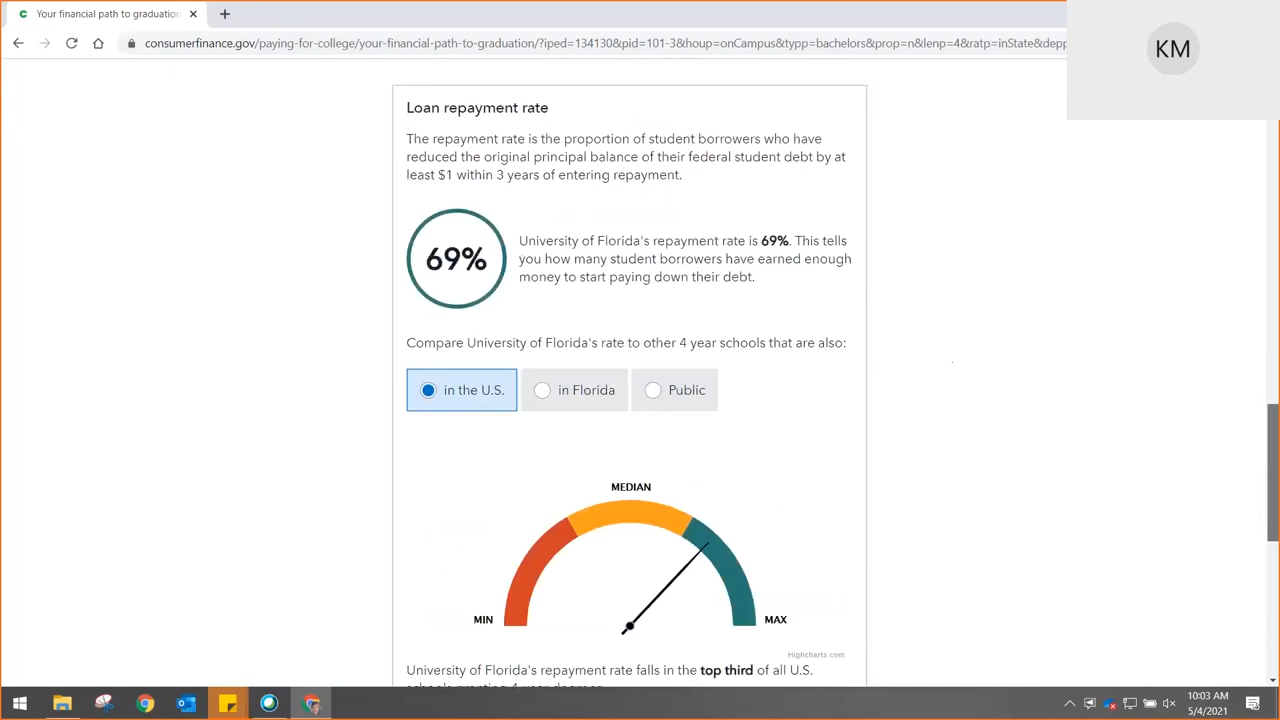 Your financial path to graduation
KM
consumerfinance.gov/paying-for-college/your-financial-path-to-graduation/?iped=134130&pid=101-3&houp=onCampus&typp=bachelors&prop=n&lenp=4&ratp=inState&depp
Loan repayment rate
The repayment rate is the proportion of student borrowers who have
reduced the original principal balance of their federal student debt by at
least $1 within 3 years of entering repayment.
69%
University of Florida's repayment rate is 69%. This tells
you how many student borrowers have earned enough
money to start paying down their debt.
Compare University of Florida's rate to other 4 year schools that are also:
in the U.S.
in Florida
Public
MEDIAN
MIN
MAX
Highcharts.com
University of Florida's repayment rate falls in the top third of all U.S.
schools granting 4 year degrees
10:03 AM
5/4/2021